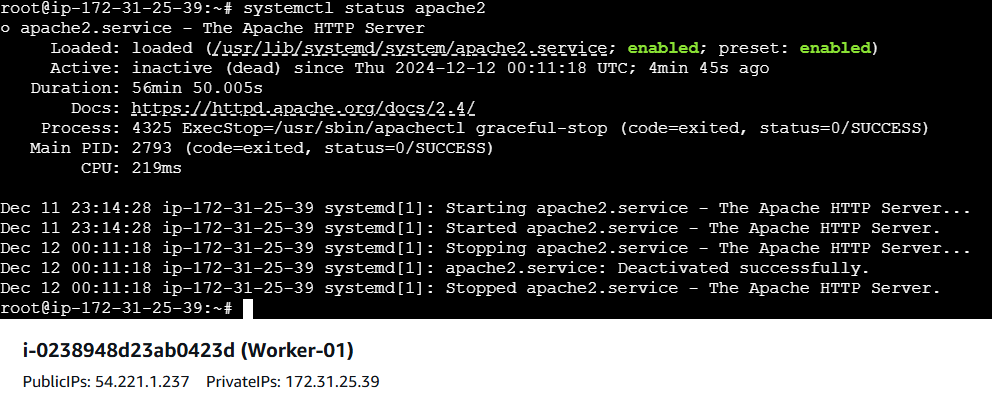 root@ip-172-31-25-39:~# systemctl status apache2
○ apache2.service - The Apache HTTP Server
Loaded: loaded (/usr/lib/systemd/system/apache2.service; enabled; preset: enabled)
Active: inactive (dead) since Thu 2024-12-12 00:11:18 UTC; 4min 45s ago
Duration: 56min 50.005s
Docs: https://httpd.apache.org/docs/2.4/
Process: 4325 ExecStop=/usr/sbin/apachectl graceful-stop (code=exited, status=0/SUCCESS)
Main PID: 2793 (code=exited, status=0/SUCCESS)
CPU: 219ms
Dec 11 23:14:28 ip-172-31-25-39 systemd[1]: Starting apache2.service - The Apache HTTP Server...
Dec 11 23:14:28 ip-172-31-25-39 systemd[1]: Started apache2.service - The Apache HTTP Server.
Dec 12 00:11:18 ip-172-31-25-39 systemd[1]: Stopping apache2.service - The Apache HTTP Server...
Dec 12 00:11:18 ip-172-31-25-39 systemd[1]: apache2.service: Deactivated successfully.
Dec 12 00:11:18 ip-172-31-25-39 systemd[1]: Stopped apache2.service - The Apache HTTP Server.
root@ip-172-31-25-39:~#
i-0238948d23ab0423d (Worker-01)
PublicIPs: 54.221.1.237 PrivateIPs: 172.31.25.39